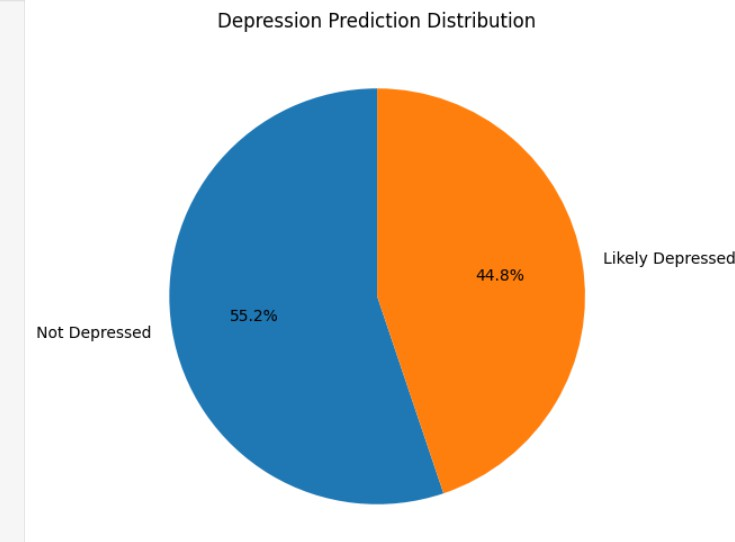 Depression Prediction Distribution
Likely Depressed
44.8%
55.2%
Not Depressed